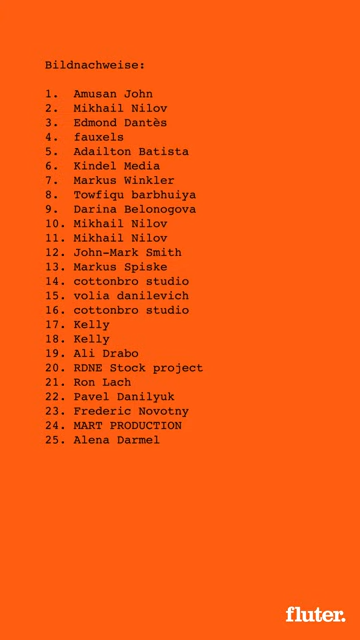 Bildnachweise:
1. Amusan John
2. Mikhail Nilov
3. Edmond Dantès
4. fauxels
5. Adailton Batista
6. Kindel Media
7. Markus Winkler
8. Towfiqu barbhuiya
9. Darina Belonogova
10. Mikhail Nilov
11. Mikhail Nilov
12. John-Mark Smith
13. Markus Spiske
14. cottonbro studio
15. volia danilevich
16. cottonbro studio
17. Kelly
18. Kelly
19. Ali Drabo
20. RDNE Stock project
21. Ron Lach
22. Pavel Danilyuk
23. Frederic Novotny
24. MART PRODUCTION
25. Alena Darmel
fluter.